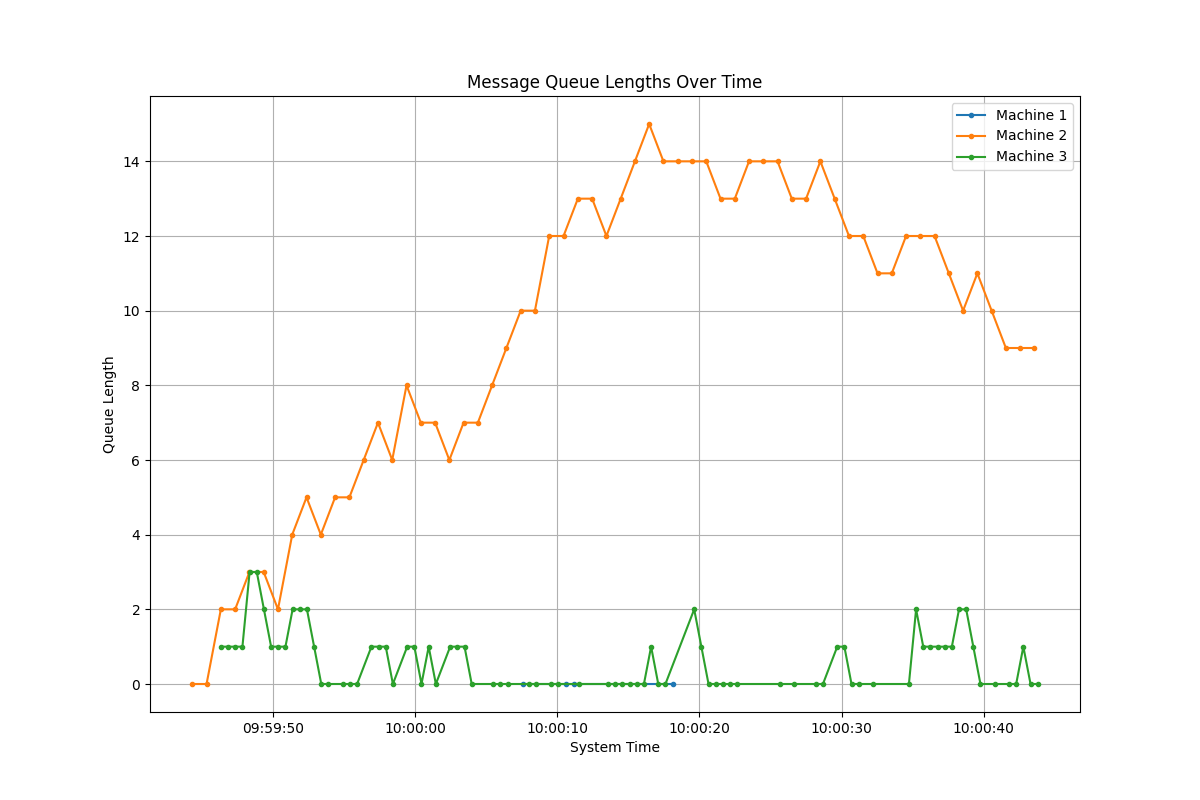 Message Queue Lengths Over Time
Machine 1
Machine 2
Machine 3
14
12
10
8
6
4
2
0
Queue Length
09:59:50 10:00:00 10:00:10 10:00:20 10:00:30 10:00:40
System Time